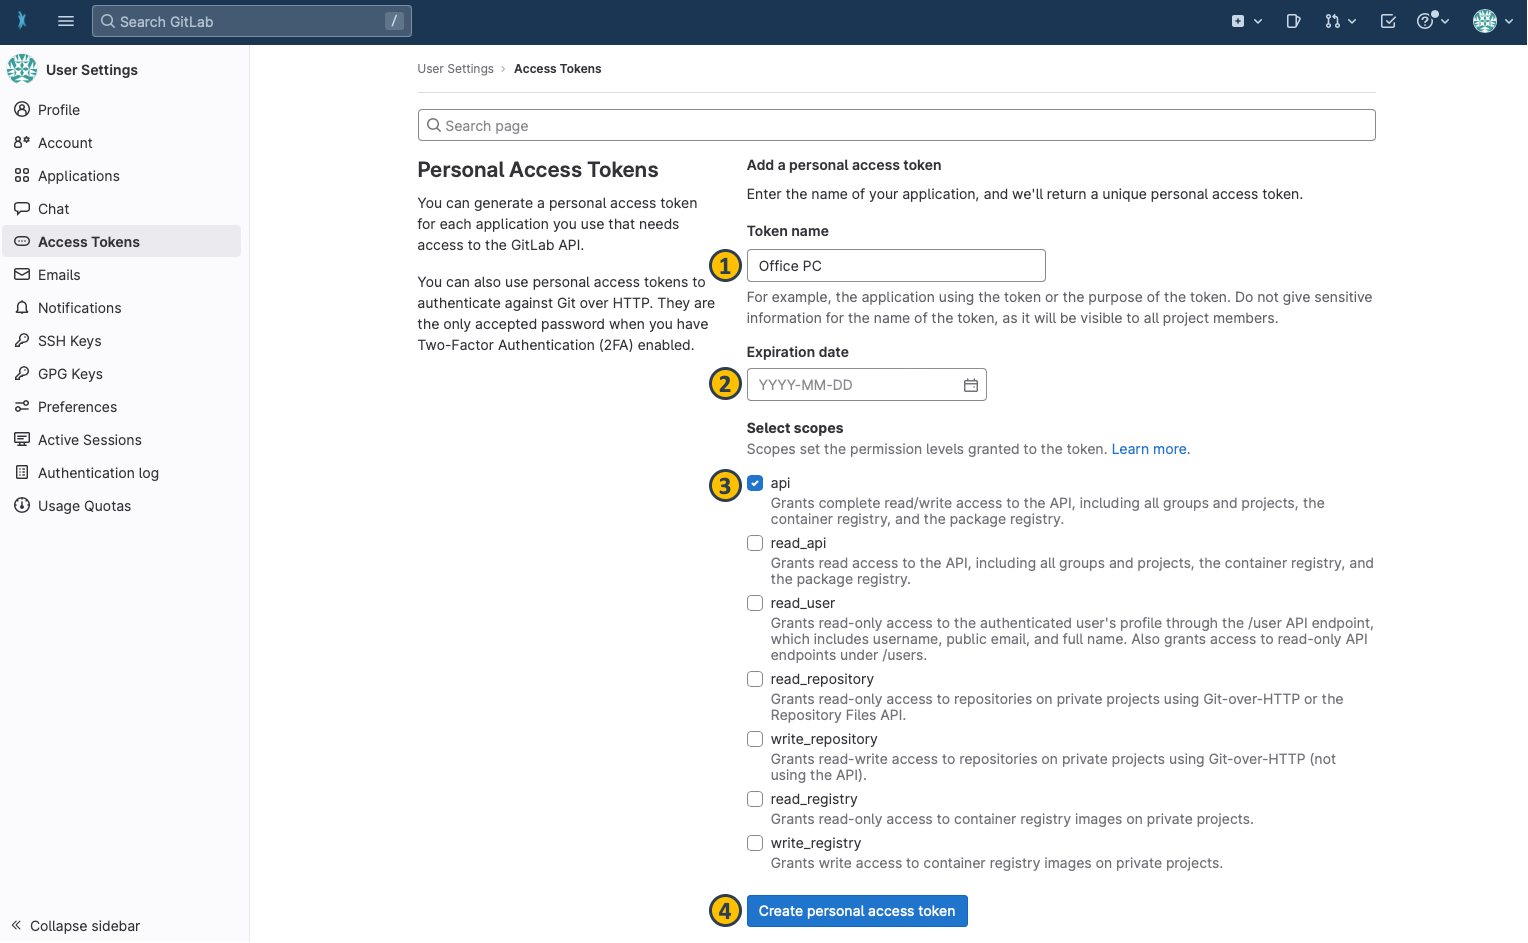 Search GitLab
/
User Settings
Profile
Account
Applications
Chat
Access Tokens
Emails
Notifications
SSH Keys
GPG Keys
Preferences
Active Sessions
Authentication log
Usage Quotas
Collapse sidebar
User Settings › Access Tokens
Search page
Personal Access Tokens
You can generate a personal access token
for each application you use that needs
access to the GitLab API.
You can also use personal access tokens to
authenticate against Git over HTTP. They are
the only accepted password when you have
Two-Factor Authentication (2FA) enabled.
Add a personal access token
Enter the name of your application, and we'll return a unique personal access token.
Token name
1
Office PC
For example, the application using the token or the purpose of the token. Do not give sensitive
information for the name of the token, as it will be visible to all project members.
Expiration date
2
YYYY-MM-DD
Select scopes
Scopes set the permission levels granted to the token. Learn more.
3
api
Grants complete read/write access to the API, including all groups and projects, the
container registry, and the package registry.
read_api
Grants read access to the API, including all groups and projects, the container registry, and
the package registry.
read_user
Grants read-only access to the authenticated user's profile through the /user API endpoint,
which includes username, public email, and full name. Also grants access to read-only API
endpoints under /users.
read_repository
Grants read-only access to repositories on private projects using Git-over-HTTP or the
Repository Files API.
write_repository
Grants read-write access to repositories on private projects using Git-over-HTTP (not
using the API).
read_registry
Grants read-only access to container registry images on private projects.
write_registry
Grants write access to container registry images on private projects.
4
Create personal access token